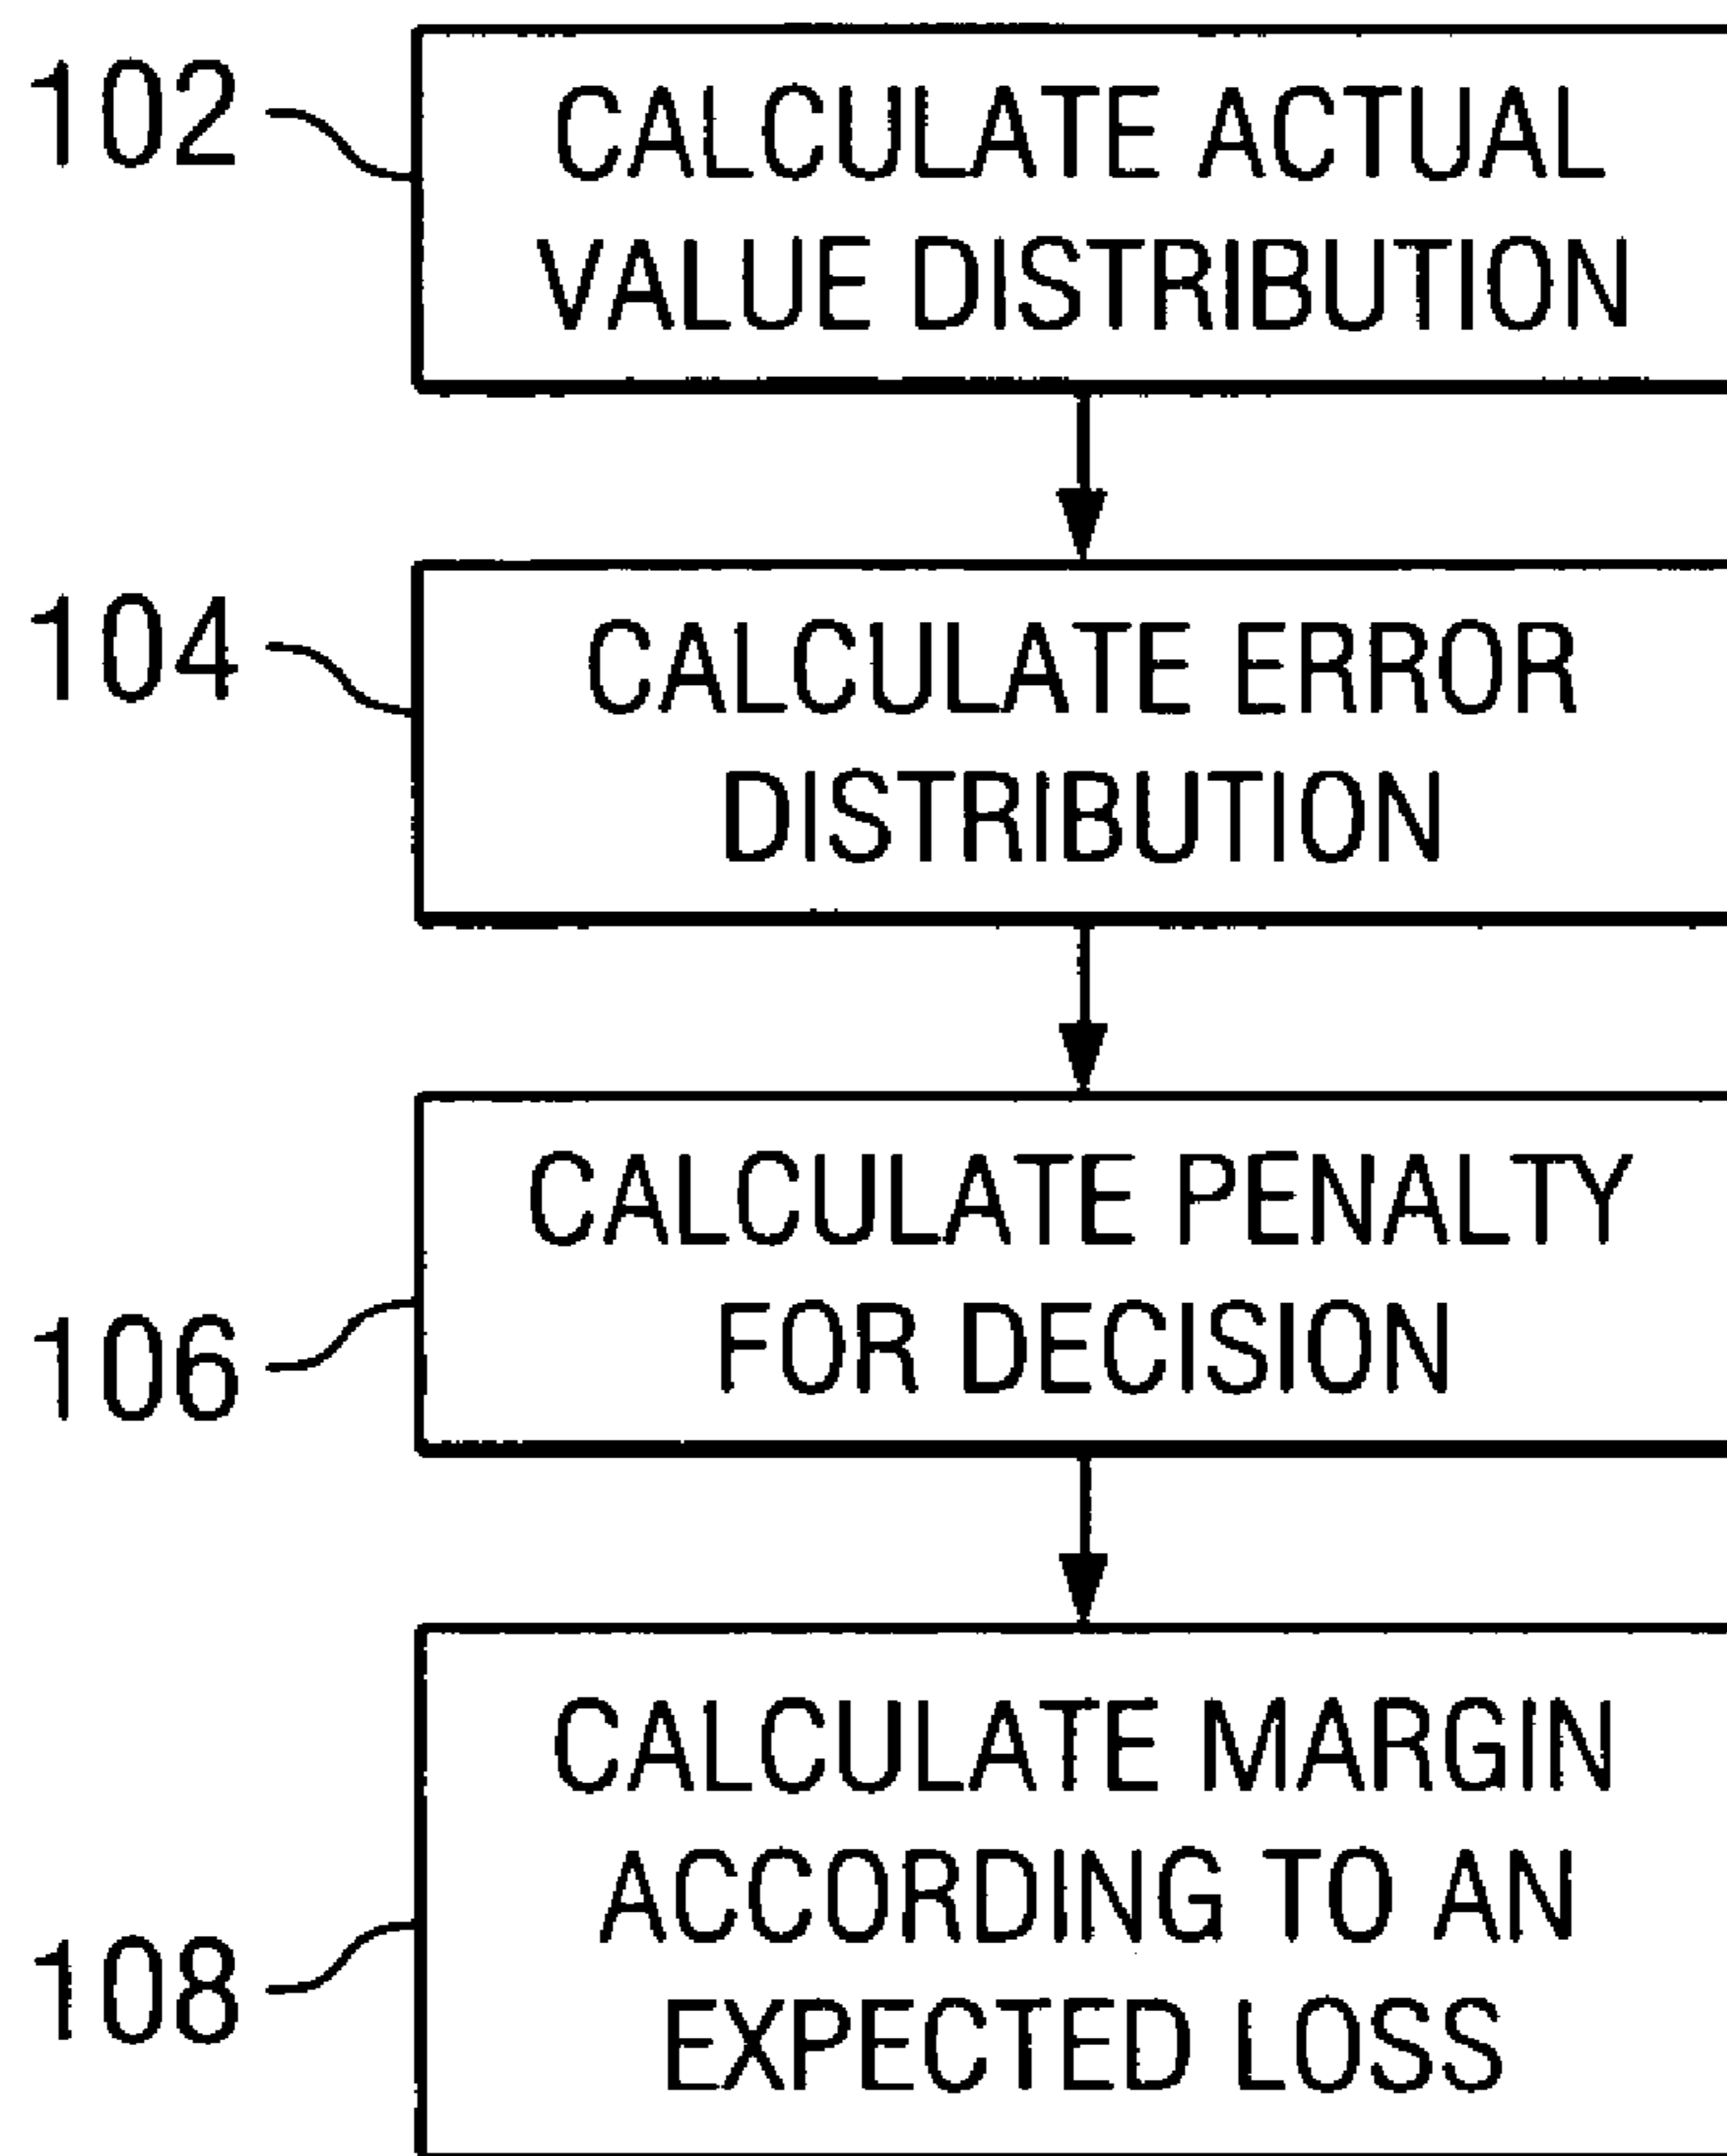 102
CALCULATE ACTUAL
VALUE DISTRIBUTION
104
CALCULATE ERROR
DISTRIBUTION
CALCULATE PENALTY
FOR DECISION
106
CALCULATE MARGIN
ACCORDING TO AN
108
EXPECTED LOSS